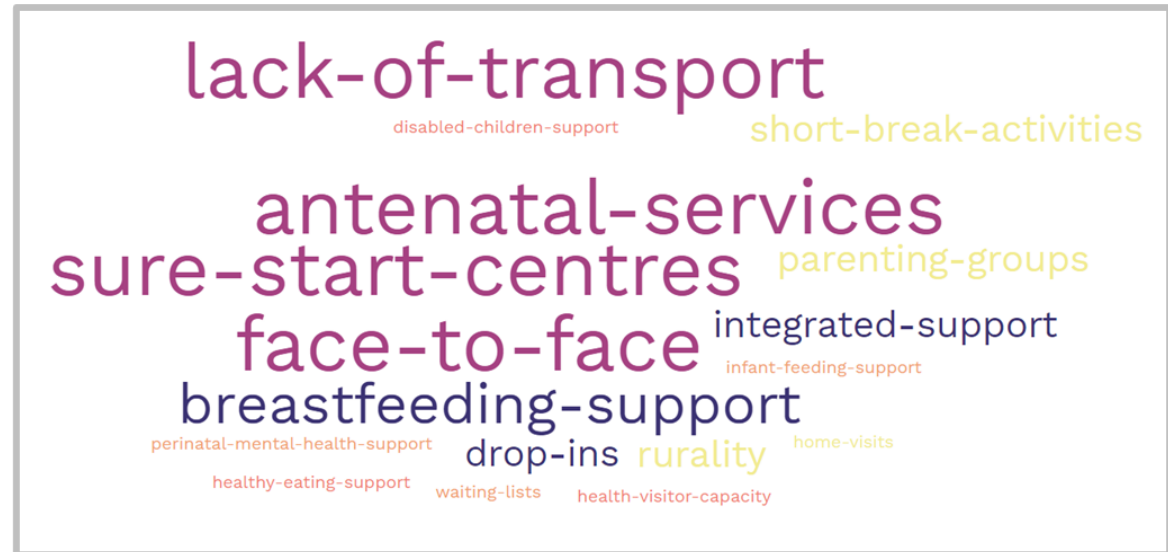 lack-of-transport
disabled-children-support
short-break-activities
antenatal-services
sure-start-centres
parenting-groups
face-to-face
integrated-support
infant-feeding-support
breastfeeding-support
perinatal-mental-health-support
drop-ins
rurality
home-visits
healthy-eating-support
waiting-lists
health-visitor-capacity